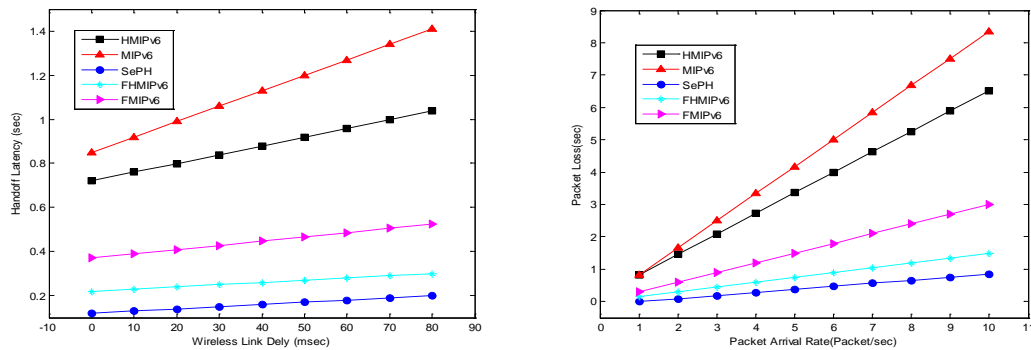 1.4
1.2
1
0.8
0.6
0.4
0.2
Handoff Latency (sec)
HMIPv6
MIPv6
SePH
FHMIPv6
FMIPv6
-10 0 10 20 30 40 50 60 70 80 90
Wireless Link Dely (msec)
9
8
7
6
5
4
3
2
1
0
Packet Loss(sec)
HMIPv6
MIPv6
SePH
FHMIPv6
FMIPv6
0 1 2 3 4 5 6 7 8 9 10 11
Packet Arrival Rate(Packet/sec)